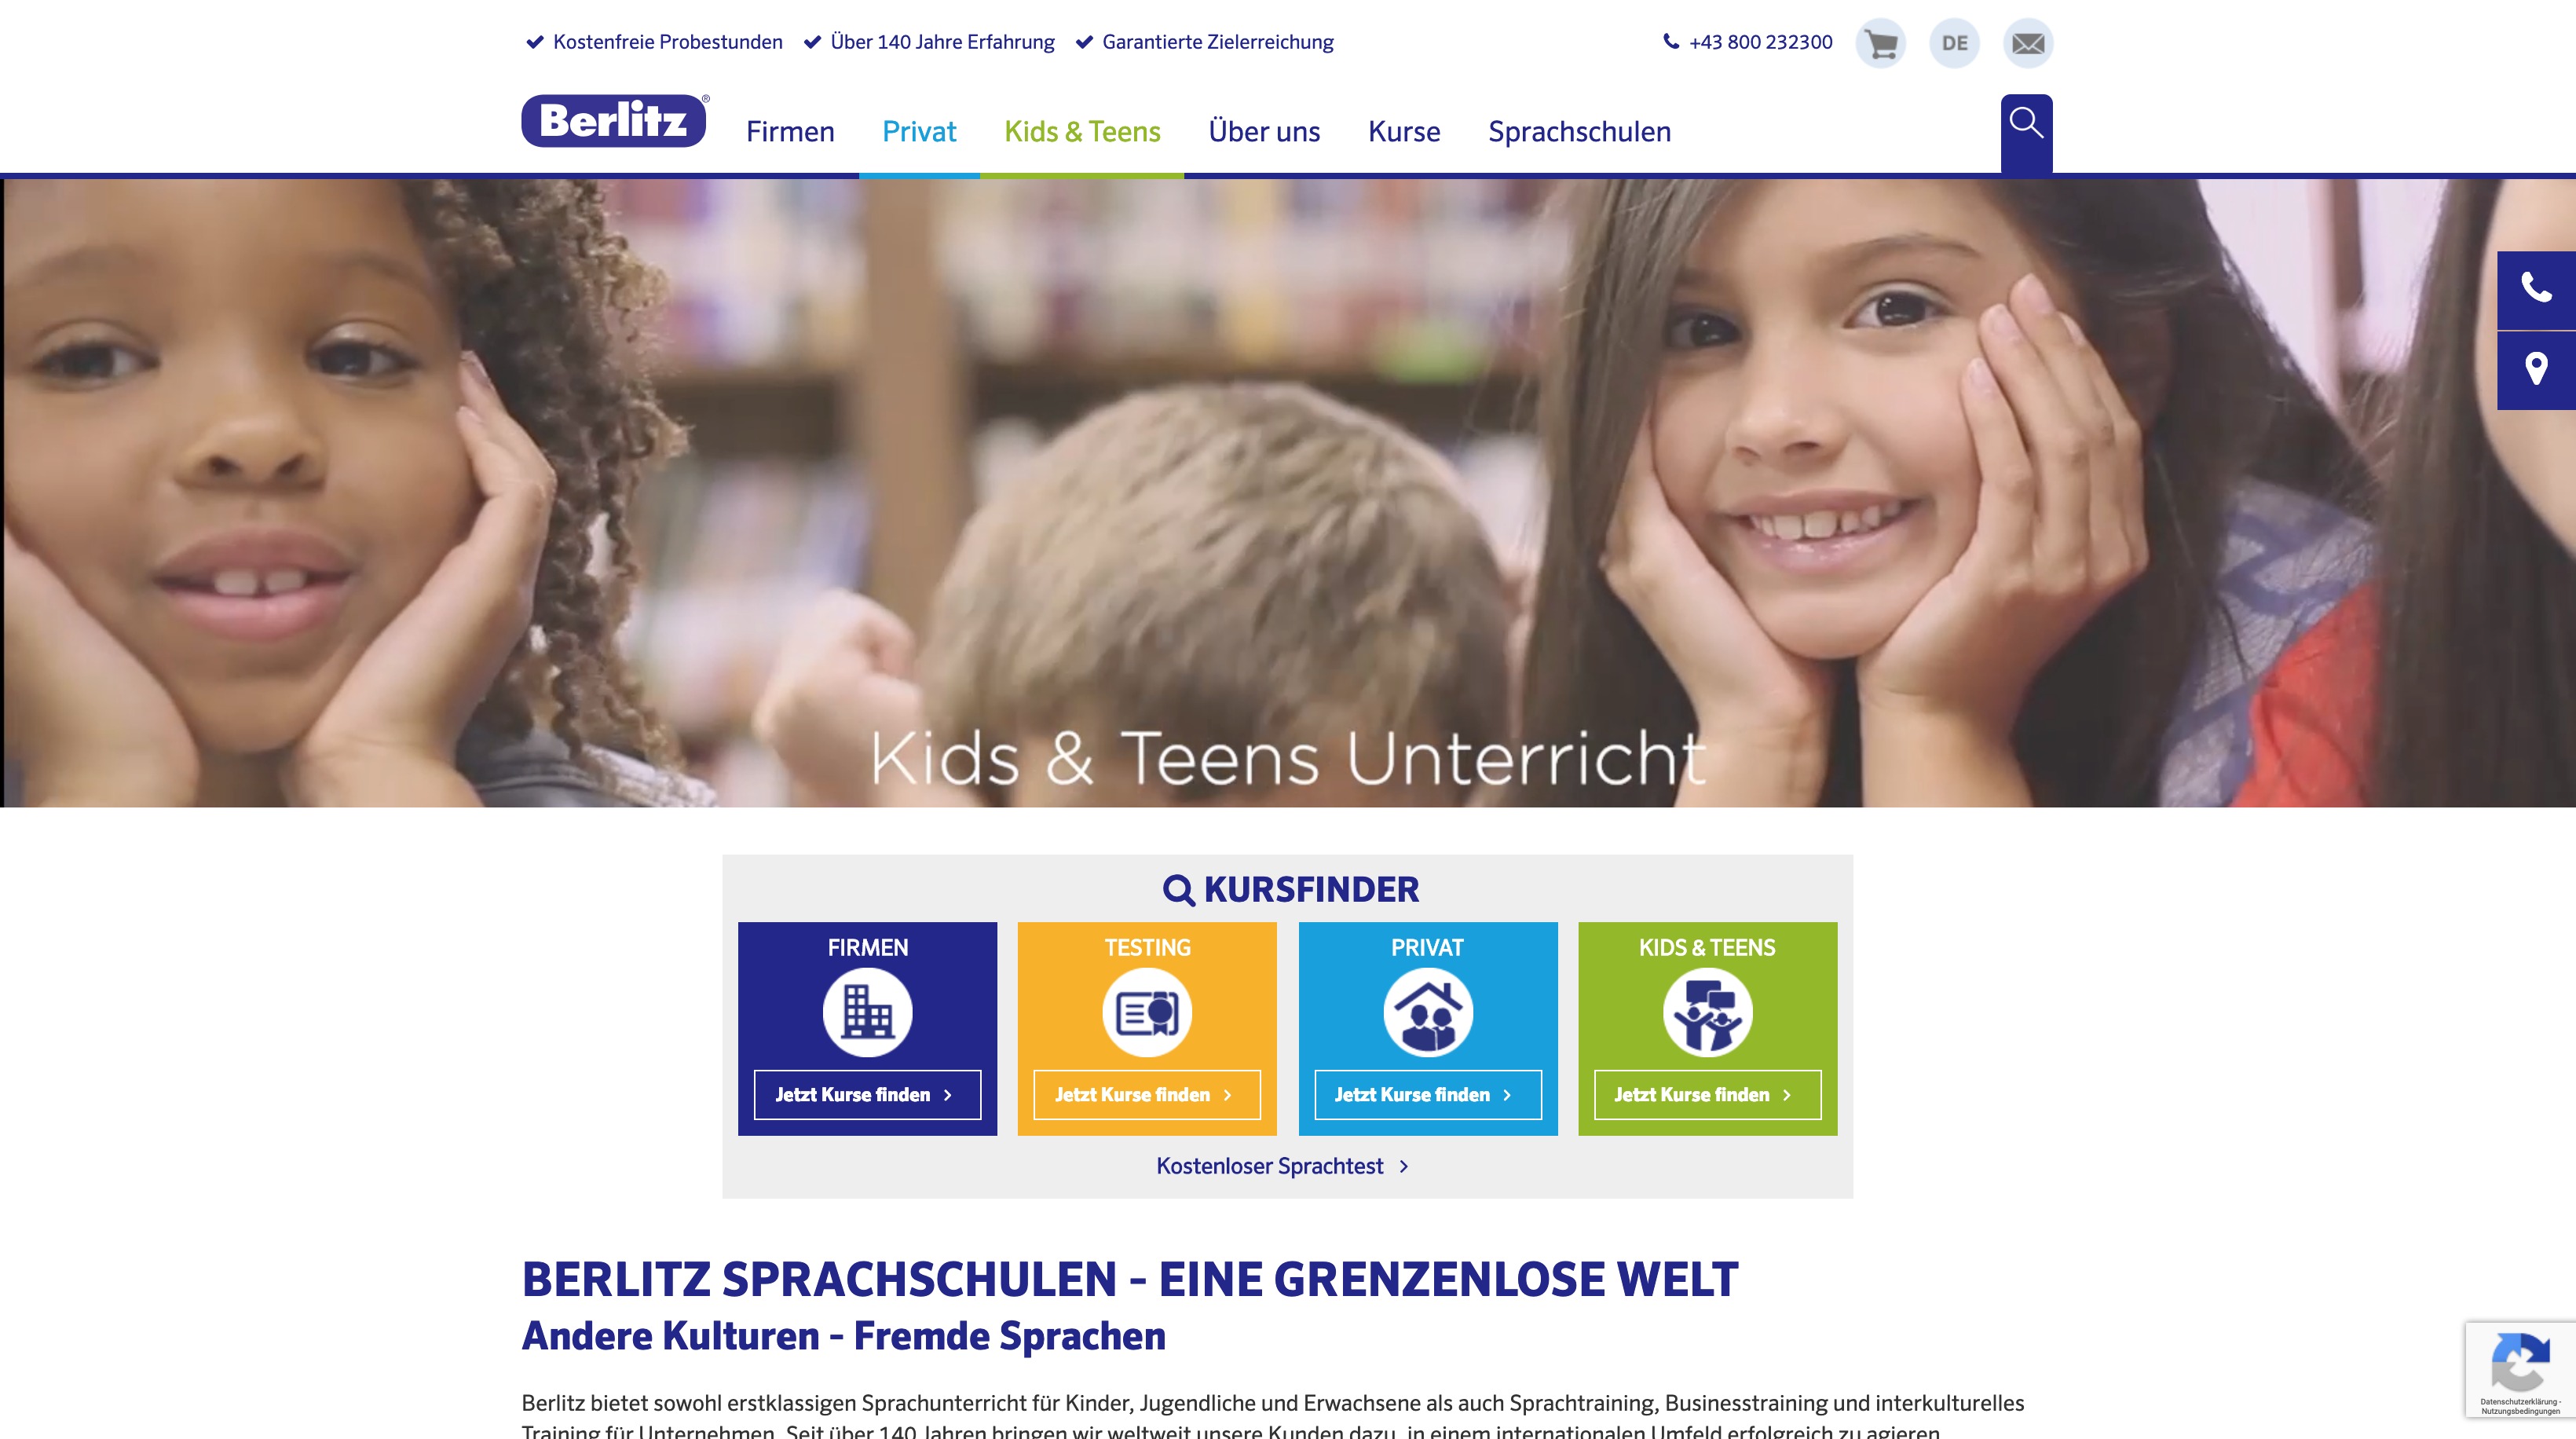 Kostenfreie Probestunden Über 140 Jahre Erfahrung Garantierte Zielerreichung +43 800 232300 DE
Berlitz® Firmen Privat Kids & Teens Über uns Kurse Sprachschulen
Kids & Teens Unterricht
KURSFINDER
FIRMEN TESTING PRIVAT KIDS & TEENS
Jetzt Kurse finden Jetzt Kurse finden Jetzt Kurse finden Jetzt Kurse finden
Kostenloser Sprachtest
BERLITZ SPRACHSCHULEN - EINE GRENZENLOSE WELT
Andere Kulturen - Fremde Sprachen
Berlitz bietet sowohl erstklassigen Sprachunterricht für Kinder, Jugendliche und Erwachsene als auch Sprachtraining, Businesstraining und interkulturelles
Training für Unternehmen. Seit über 140 Jahren bringen wir weltweit unsere Kunden dazu, in einem internationalen Umfeld erfolgreich zu agieren.
Datenschutzerklärung -
Nutzungsbedingungen